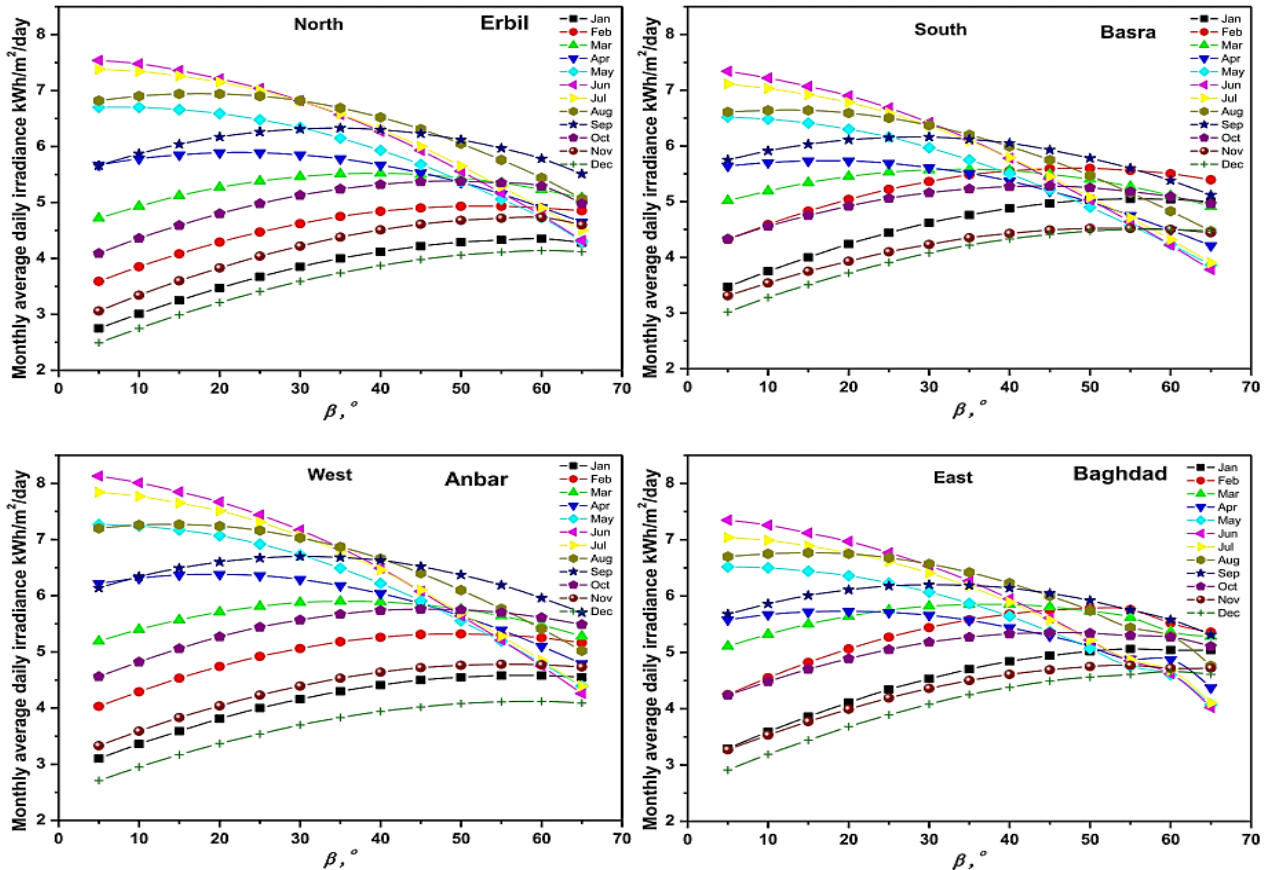 North Erbil
Jan
Feb
Mar
Apr
May
Jun
Jul
Aug
Sep
Oct
Nov
Dec
Monthly average daily irradiance kWh/m²/day
8
7
6
5
4
3
2
0 10 20 30 40 50 60 70
β, °
South Basra
Jan
Feb
Mar
Apr
May
Jun
Jul
Aug
Sep
Oct
Nov
Dec
Monthly average daily irradiance kWh/m²/day
8
7
6
5
4
3
2
0 10 20 30 40 50 60 70
β, °
West Anbar
Jan
Feb
Mar
Apr
May
Jun
Jul
Aug
Sep
Oct
Nov
Dec
Monthly average daily irradiance kWh/m²/day
8
7
6
5
4
3
2
0 10 20 30 40 50 60 70
β, °
East Baghdad
Jan
Feb
Mar
Apr
May
Jun
Jul
Aug
Sep
Oct
Nov
Dec
Monthly average daily irradiance kWh/m²/day
8
7
6
5
4
3
2
0 10 20 30 40 50 60 70
β, °